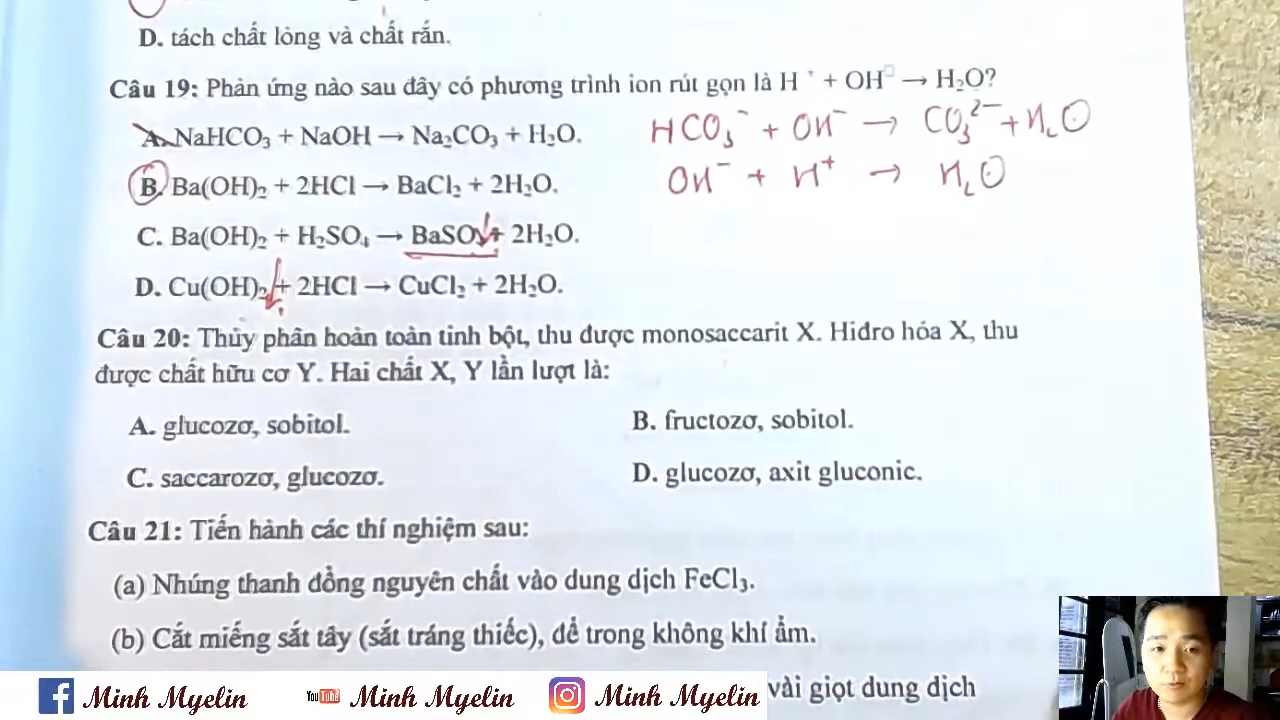 D. tách chất lỏng và chất rắn.
Câu 19: Phản ứng nào sau đây có phương trình ion rút gọn là H⁺ + OH⁻ → H₂O?
A. NaHCO₃ + NaOH → Na₂CO₃ + H₂O.
HCO₃⁻ + OH⁻ → CO₃²⁻ + H₂O
B. Ba(OH)₂ + 2HCl → BaCl₂ + 2H₂O.
OH⁻ + H⁺ → H₂O
C. Ba(OH)₂ + H₂SO₄ → BaSO₄↓ + 2H₂O.
D. Cu(OH)₂↓ + 2HCl → CuCl₂ + 2H₂O.
Câu 20: Thủy phân hoàn toàn tinh bột, thu được monosaccarit X. Hiđro hóa X, thu
được chất hữu cơ Y. Hai chất X, Y lần lượt là:
A. glucozơ, sobitol.
B. fructozơ, sobitol.
C. saccarozơ, glucozơ.
D. glucozơ, axit gluconic.
Câu 21: Tiến hành các thí nghiệm sau:
(a) Nhúng thanh đồng nguyên chất vào dung dịch FeCl₃.
(b) Cắt miếng sắt tây (sắt tráng thiếc), để trong không khí ẩm.
vài giọt dung dịch
f Minh Myelin YouTube Minh Myelin Minh Myelin